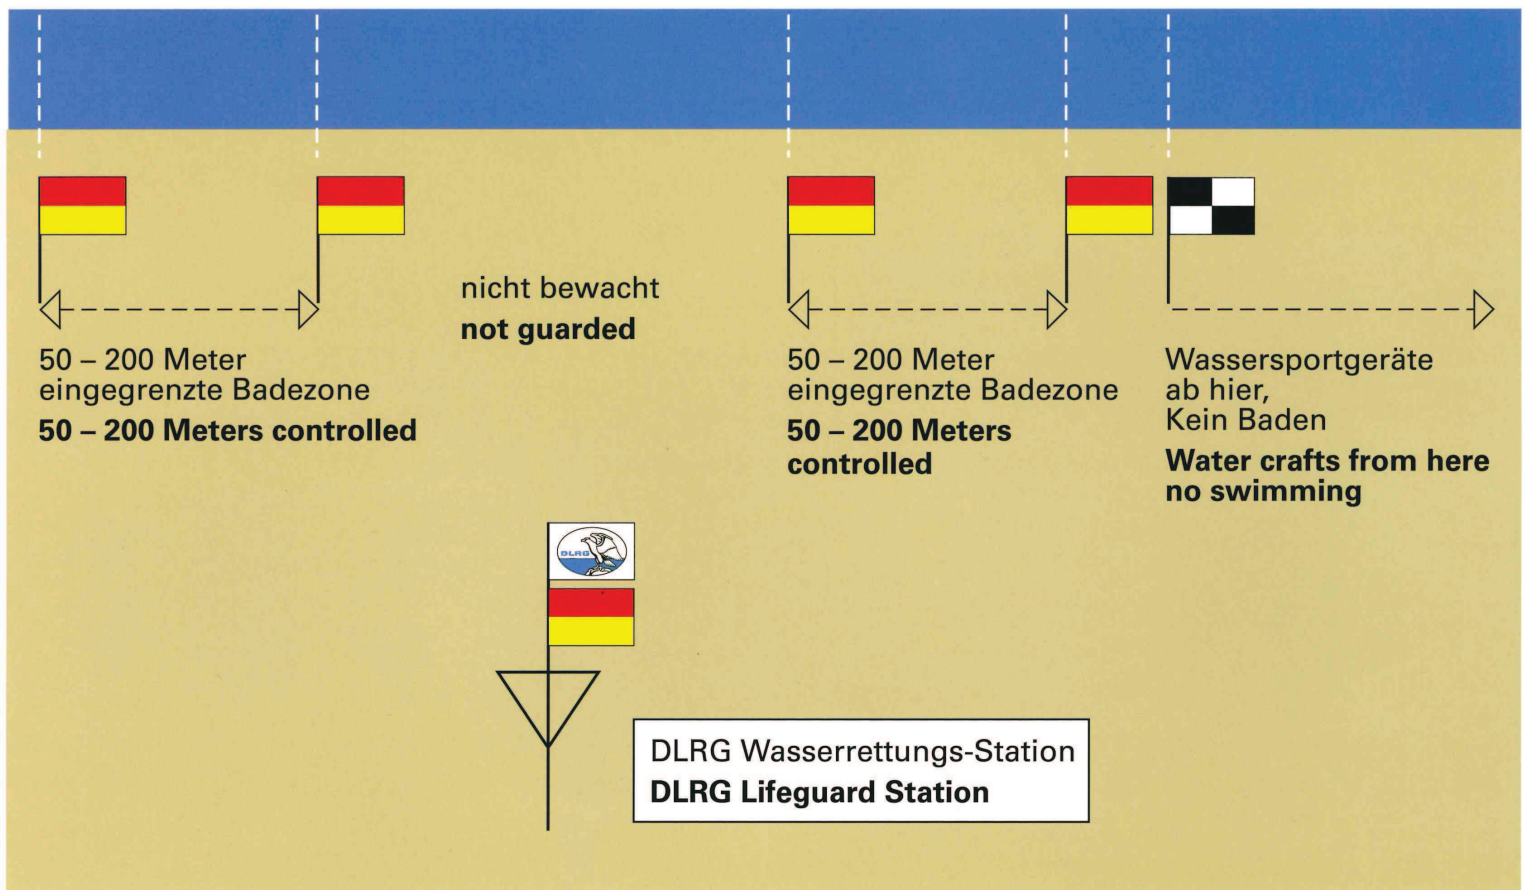 nicht bewacht
not guarded
50 – 200 Meter
eingegrenzte Badezone
50 – 200 Meters controlled
50 – 200 Meter
eingegrenzte Badezone
50 – 200 Meters
controlled
Wassersportgeräte
ab hier,
Kein Baden
Water crafts from here
no swimming
DLRG
DLRG Wasserrettungs-Station
DLRG Lifeguard Station